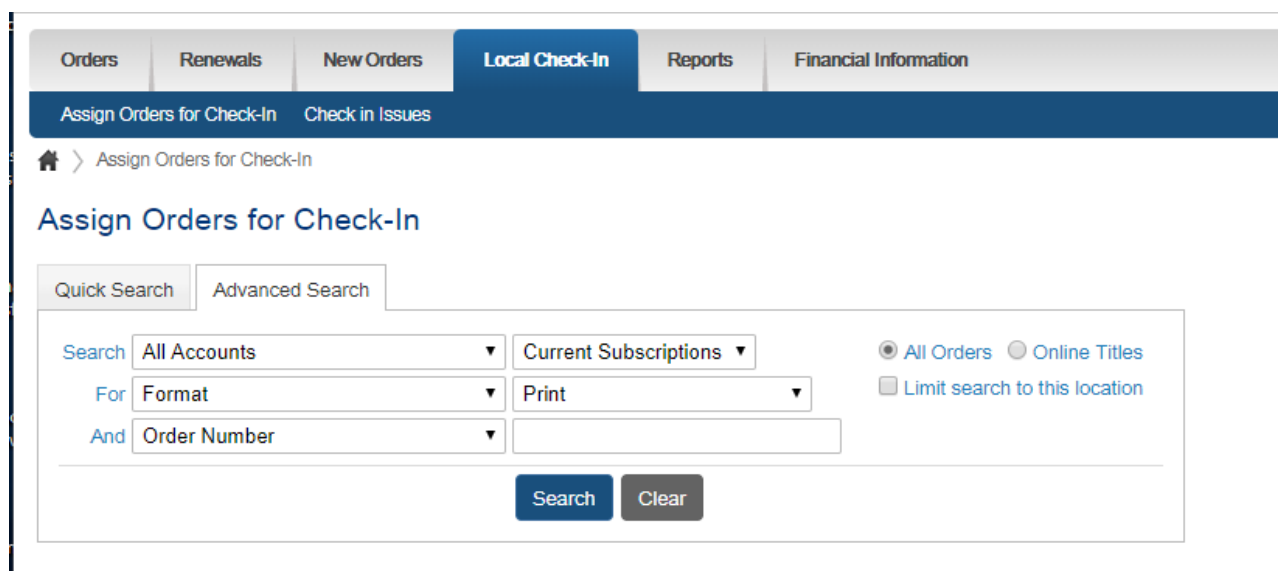 Orders Renewals New Orders Local Check-In Reports Financial Information
Assign Orders for Check-In Check in Issues
Assign Orders for Check-In
Assign Orders for Check-In
Quick Search Advanced Search
Search All Accounts Current Subscriptions All Orders Online Titles
For Format Print Limit search to this location
And Order Number
Search Clear